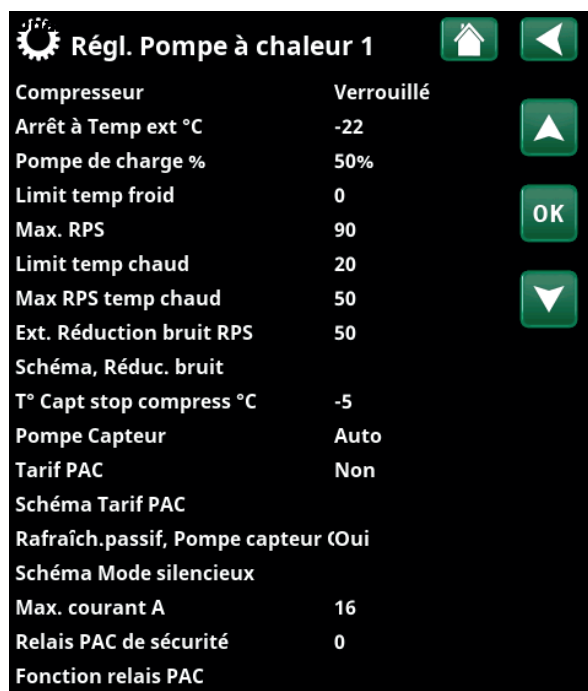 Régl. Pompe à chaleur 1
Compresseur Verrouillé
Arrêt à Temp ext °C -22
Pompe de charge % 50%
Limit temp froid 0
OK
Max. RPS 90
Limit temp chaud 20
Max RPS temp chaud 50
Ext. Réduction bruit RPS 50
Schéma, Réduc. bruit
T° Capt stop compress °C -5
Pompe Capteur Auto
Tarif PAC Non
Schéma Tarif PAC
Rafraîch.passif, Pompe capteur (Oui
Schéma Mode silencieux
Max. courant A 16
Relais PAC de sécurité 0
Fonction relais PAC